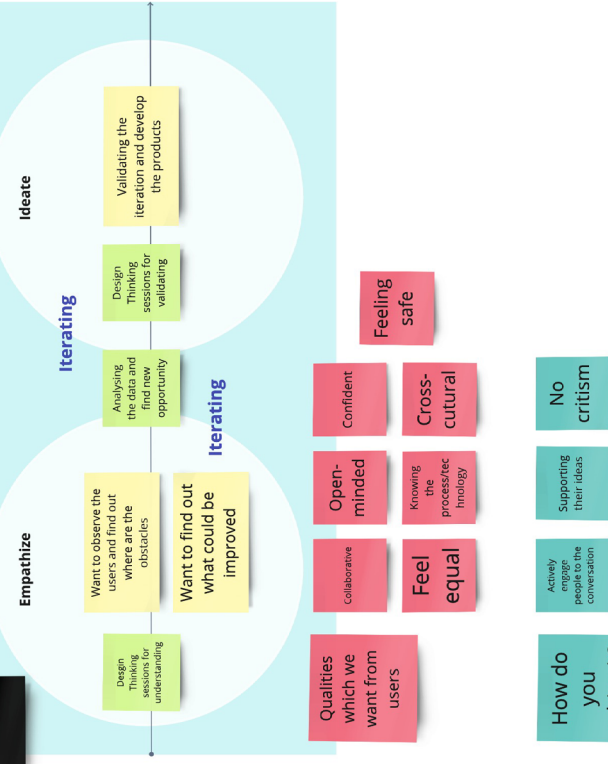 Empathize
Ideate
Iterating
Iterating
Desgin
Thinking
sessions for
understanding
Want to observe the
users and find out
where are the
obstacles
Want to find out
what could be
improved
Analysing
the data and
find new
opportunity
Design
Thinking
sessions for
validating
Validating the
iteration and develop
the products
Qualities
which we
want from
users
Collaborative
Open-
minded
Confident
Feel
equal
Knowing
the
process/tec
hnology
Cross-
cutural
Feeling
safe
How do
you
Actively
engage
people to the
conversation
Supporting
their ideas
No
critism